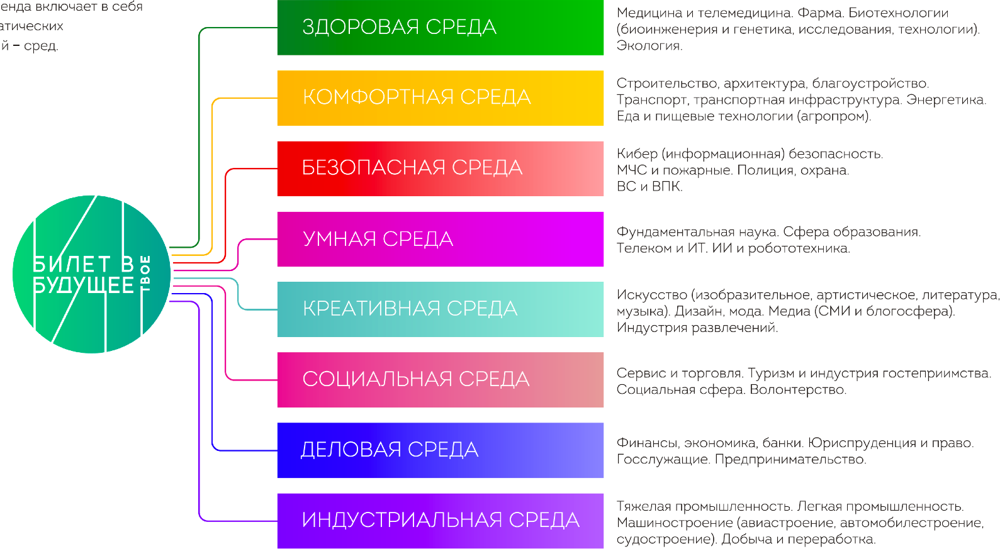 енда включает в себя
атических
й – сред.
ЗДОРОВАЯ СРЕДА
Медицина и телемедицина. Фарма. Биотехнологии
(биоинженерия и генетика, исследования, технологии).
Экология.
КОМФОРТНАЯ СРЕДА
Строительство, архитектура, благоустройство.
Транспорт, транспортная инфраструктура. Энергетика.
Еда и пищевые технологии (агропром).
БЕЗОПАСНАЯ СРЕДА
Кибер (информационная) безопасность.
МЧС и пожарные. Полиция, охрана.
ВС и ВПК.
БИЛЕТ В
БУДУЩЕЕ
ТВОЕ
УМНАЯ СРЕДА
Фундаментальная наука. Сфера образования.
Телеком и ИТ. ИИ и робототехника.
КРЕАТИВНАЯ СРЕДА
Искусство (изобразительное, артистическое, литература,
музыка). Дизайн, мода. Медиа (СМИ и блогосфера).
Индустрия развлечений.
СОЦИАЛЬНАЯ СРЕДА
Сервис и торговля. Туризм и индустрия гостеприимства.
Социальная сфера. Волонтерство.
ДЕЛОВАЯ СРЕДА
Финансы, экономика, банки. Юриспруденция и право.
Госслужащие. Предпринимательство.
ИНДУСТРИАЛЬНАЯ СРЕДА
Тяжелая промышленность. Легкая промышленность.
Машиностроение (авиастроение, автомобилестроение,
судостроение). Добыча и переработка.